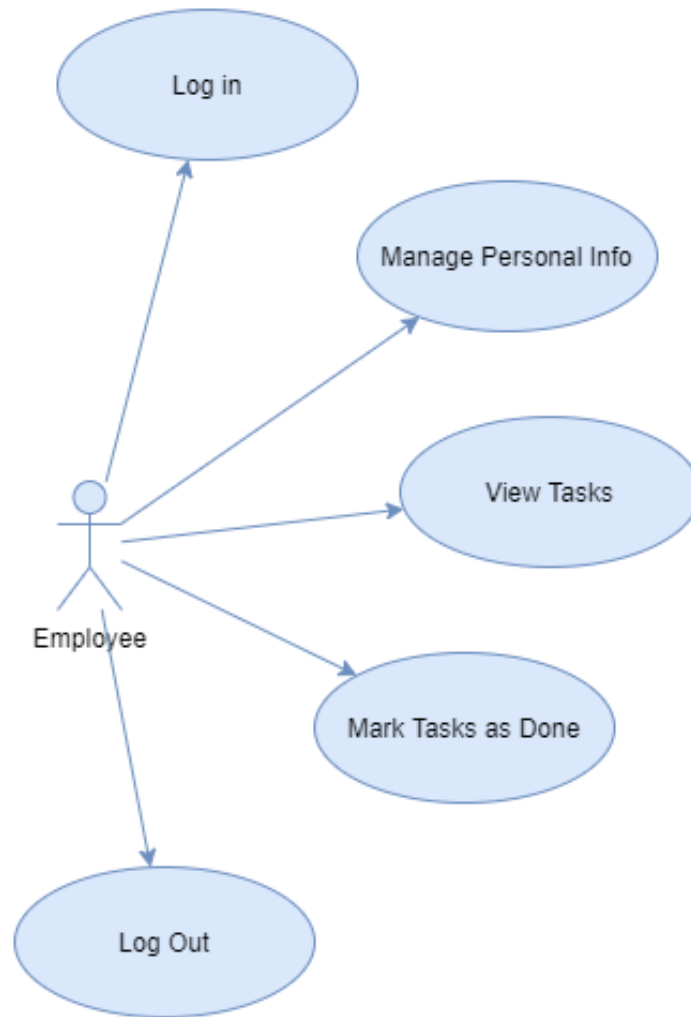 Log in
Manage Personal Info
View Tasks
Employee
Mark Tasks as Done
Log Out